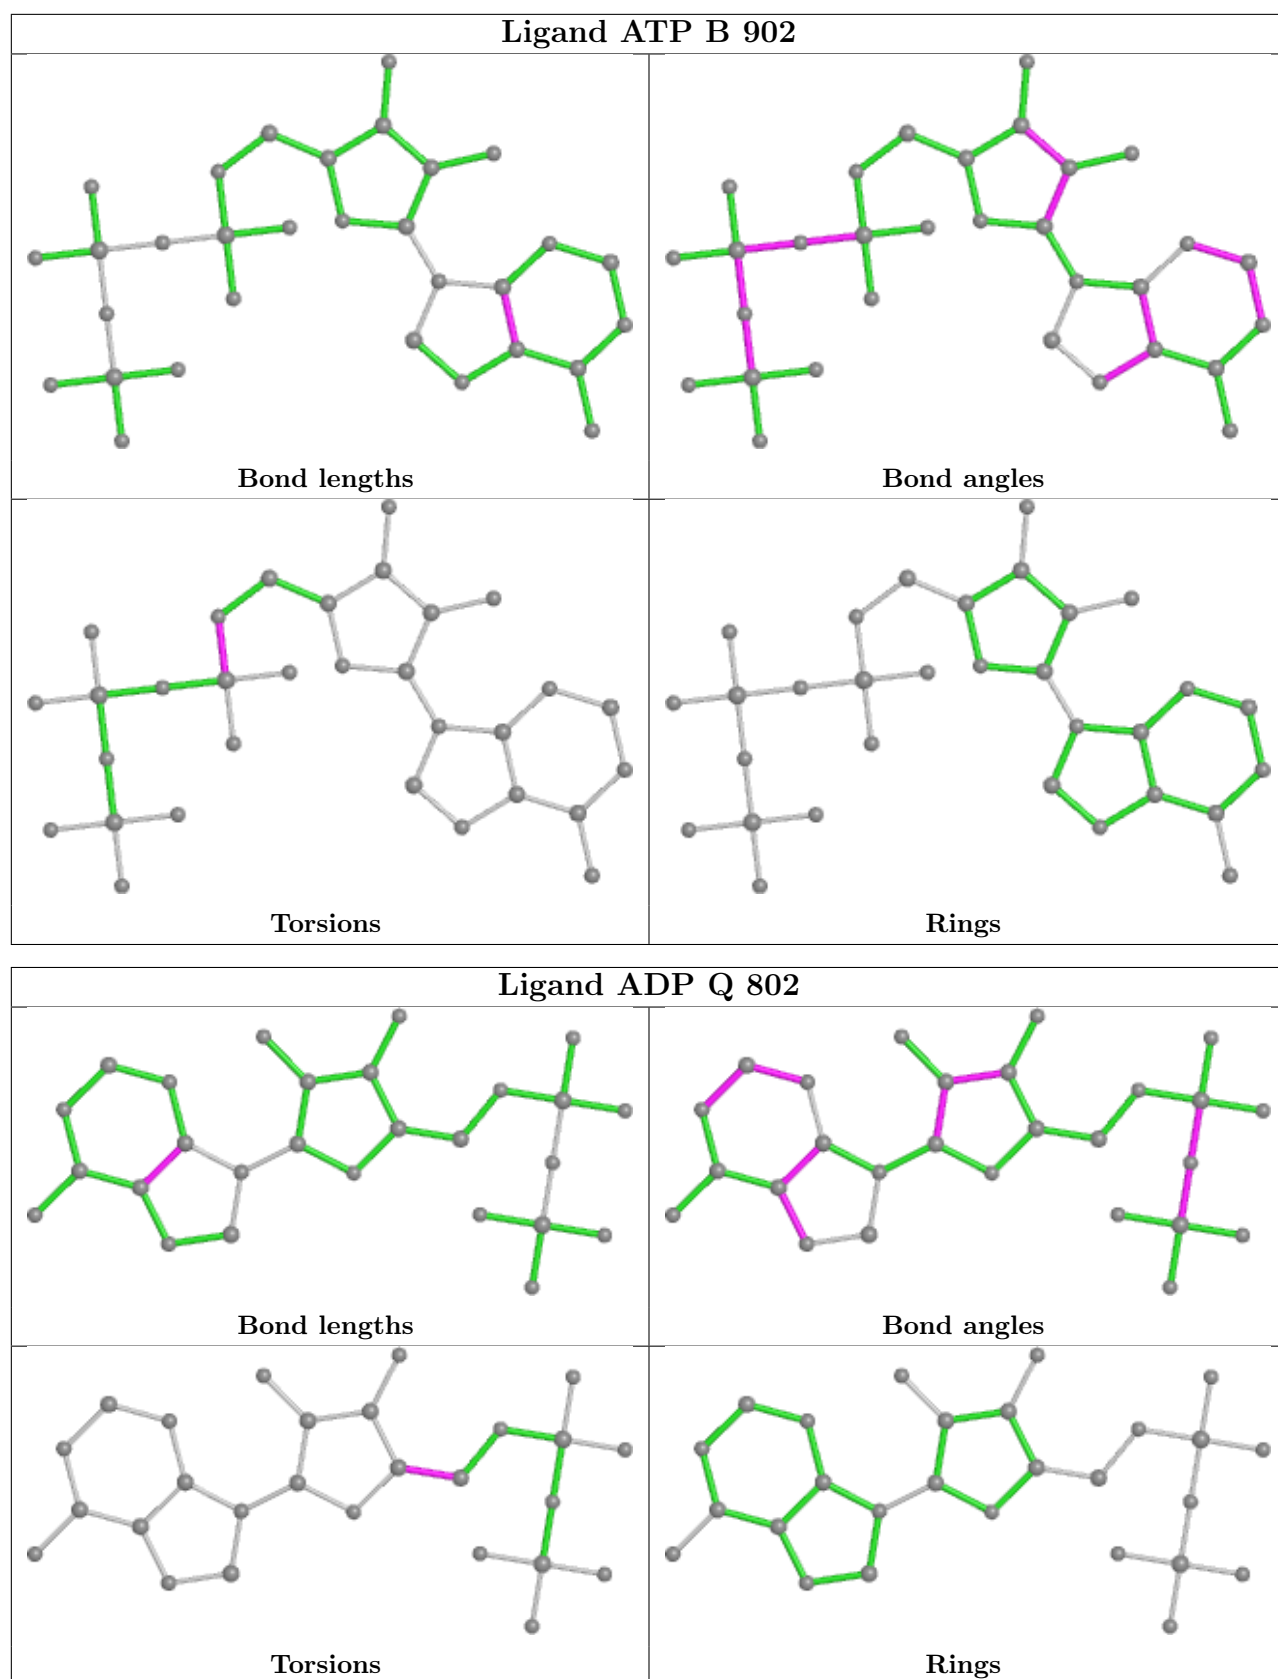 Ligand ATP B 902
Bond lengths
Bond angles
Torsions
Rings
Ligand ADP Q 802
Bond lengths
Bond angles
Torsions
Rings